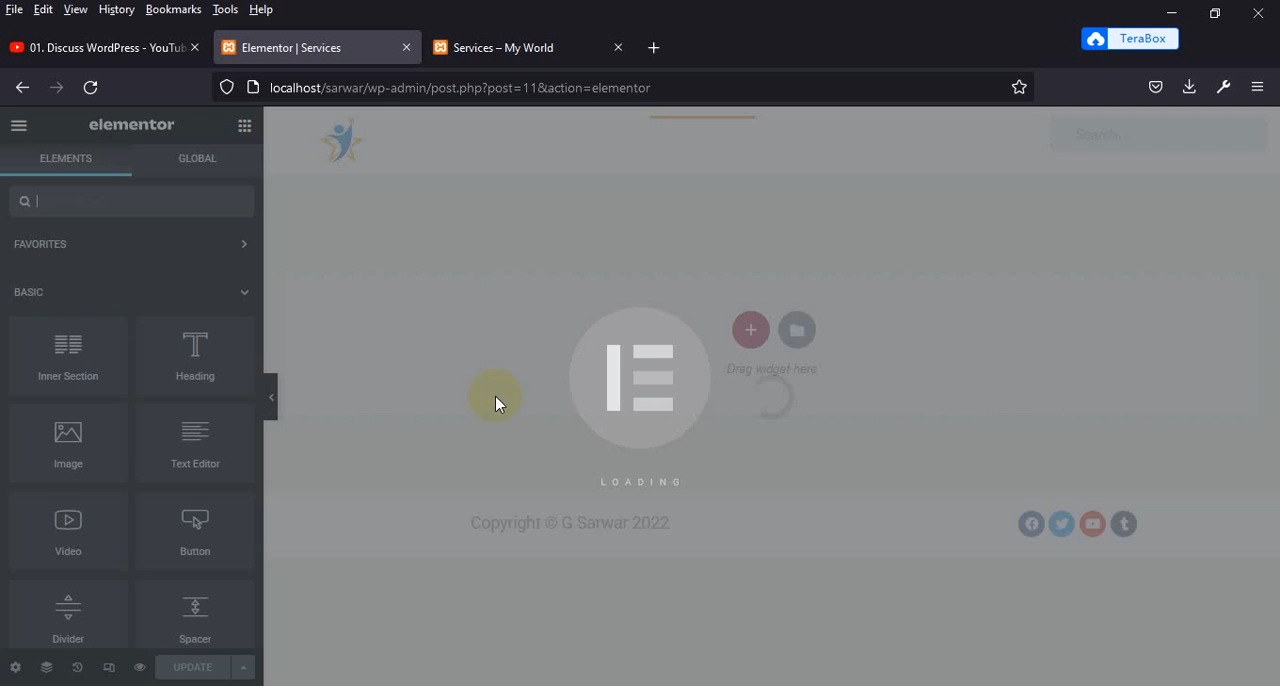 File Edit View History Bookmarks Tools Help
01. Discuss WordPress - YouTub
Elementor | Services
Services – My World
TeraBox
localhost/sarwar/wp-admin/post.php?post=11&action=elementor
elementor
ELEMENTS
GLOBAL
Search...
FAVORITES
BASIC
Inner Section
Heading
Image
Text Editor
Video
Button
Divider
Spacer
UPDATE
Drag widget here
LOADING
Copyright © G Sarwar 2022